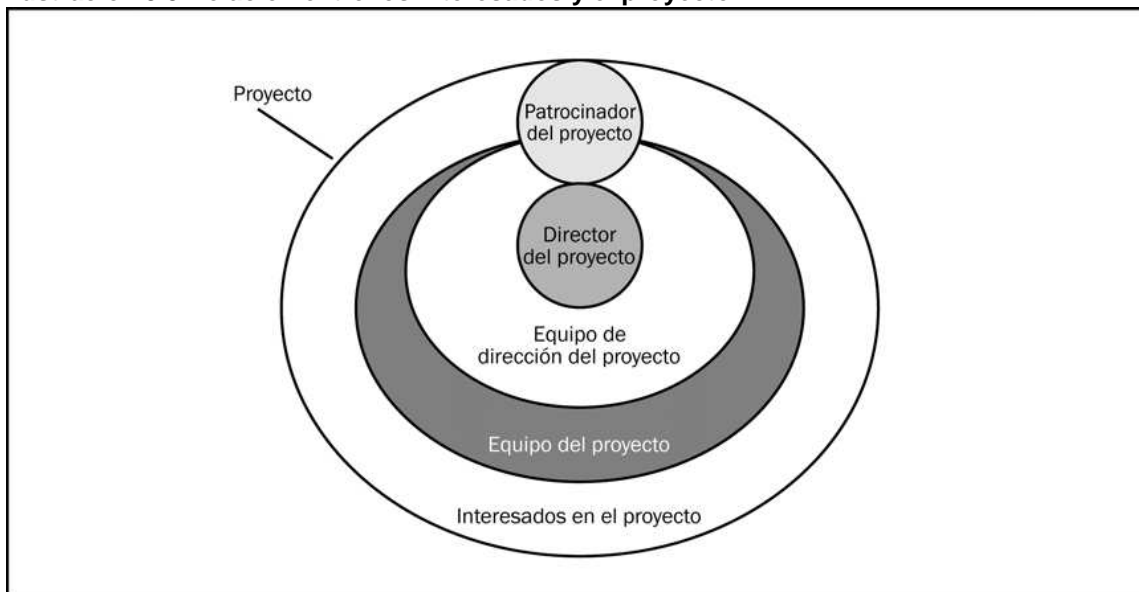 Proyecto
Patrocinador
del proyecto
Director
del proyecto
Equipo de
dirección del proyecto
Equipo del proyecto
Interesados en el proyecto